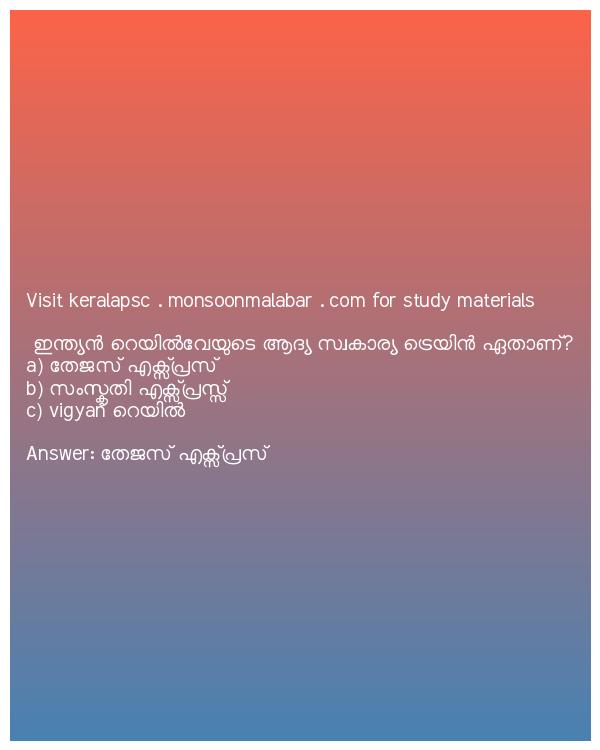 Visit keralapsc . monsoonmalabar . com for study materials
ഇന്ത്യൻ റെയിൽവേയുടെ ആദ്യ സ്വകാര്യ ട്രെയിൻ ഏതാണ്?
a) തേജസ് എക്സ്പ്രസ്
b) സംസ്കൃതി എക്സ്പ്രസ്സ്
c) vigyan റെയിൽ
Answer: തേജസ് എക്സ്പ്രസ്